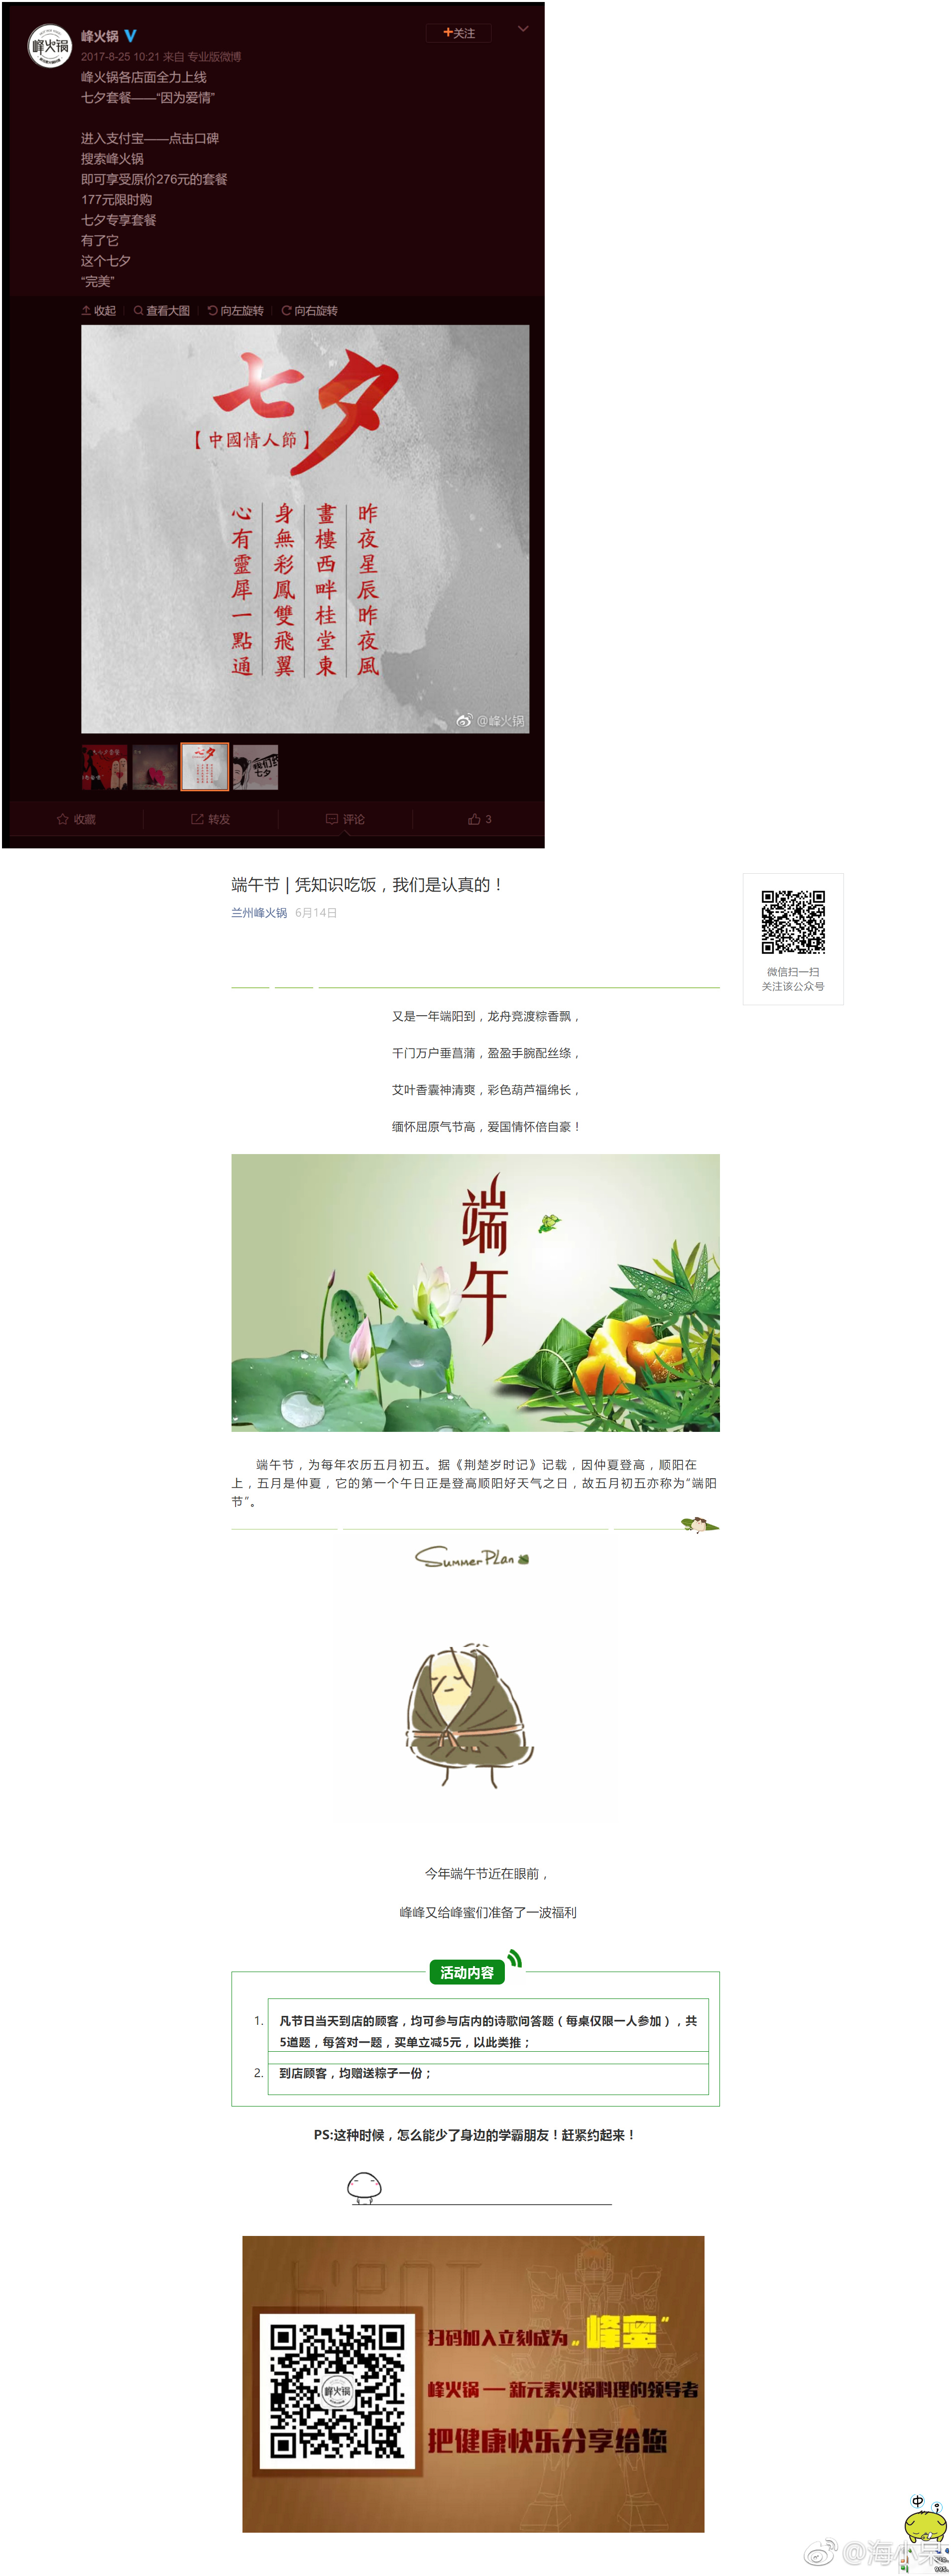 峰火锅
峰火锅 V
+关注
2017-8-25 10:21 来自 专业版微博
峰火锅各店面全力上线
七夕套餐——“因为爱情”
进入支付宝——点击口碑
搜索峰火锅
即可享受原价276元的套餐
177元限时购
七夕专享套餐
有了它
这个七夕
“完美”
收起
查看大图
向左旋转
向右旋转
七夕
【中國情人節】
昨夜星辰昨夜風
畫樓西畔桂堂東
身無彩鳳雙飛翼
心有靈犀一點通
@峰火锅
七夕
收藏
转发
评论
3
端午节 | 凭知识吃饭，我们是认真的！
兰州峰火锅 6月14日
微信扫一扫
关注该公众号
又是一年端阳到，龙舟竞渡粽香飘，
千门万户垂菖蒲，盈盈手腕配丝绦，
艾叶香囊神清爽，彩色葫芦福绵长，
缅怀屈原气节高，爱国情怀倍自豪！
端午
端午节，为每年农历五月初五。据《荆楚岁时记》记载，因仲夏登高，顺阳在
上，五月是仲夏，它的第一个午日正是登高顺阳好天气之日，故五月初五亦称为“端阳
节”。
Summer Plan
今年端午节近在眼前，
峰峰又给峰蜜们准备了一波福利
活动内容
1. 凡节日当天到店的顾客，均可参与店内的诗歌问答题（每桌仅限一人参加），共
5道题，每答对一题，买单立减5元，以此类推；
2. 到店顾客，均赠送粽子一份；
PS:这种时候，怎么能少了身边的学霸朋友！赶紧约起来！
峰火锅
扫码加入立刻成为“峰蜜”
峰火锅 — 新元素火锅料理的领导者
把健康快乐分享给您
中
@海小呆